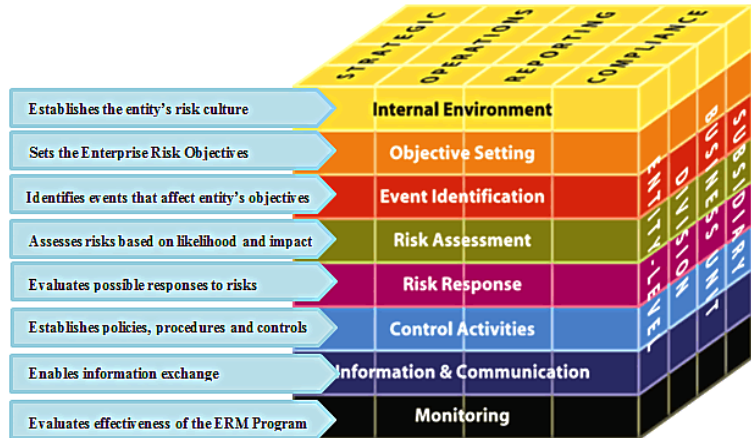 STRATEGIC
OPERATIONS
REPORTING
COMPLIANCE
Establishes the entity's risk culture
Internal Environment
Sets the Enterprise Risk Objectives
Objective Setting
Identifies events that affect entity's objectives
Event Identification
Assesses risks based on likelihood and impact
Risk Assessment
Evaluates possible responses to risks
Risk Response
Establishes policies, procedures and controls
Control Activities
Enables information exchange
Information & Communication
Evaluates effectiveness of the ERM Program
Monitoring
ENTITY-LEVEL
DIVISION
BUSINESS UNIT
SUBSIDIARY